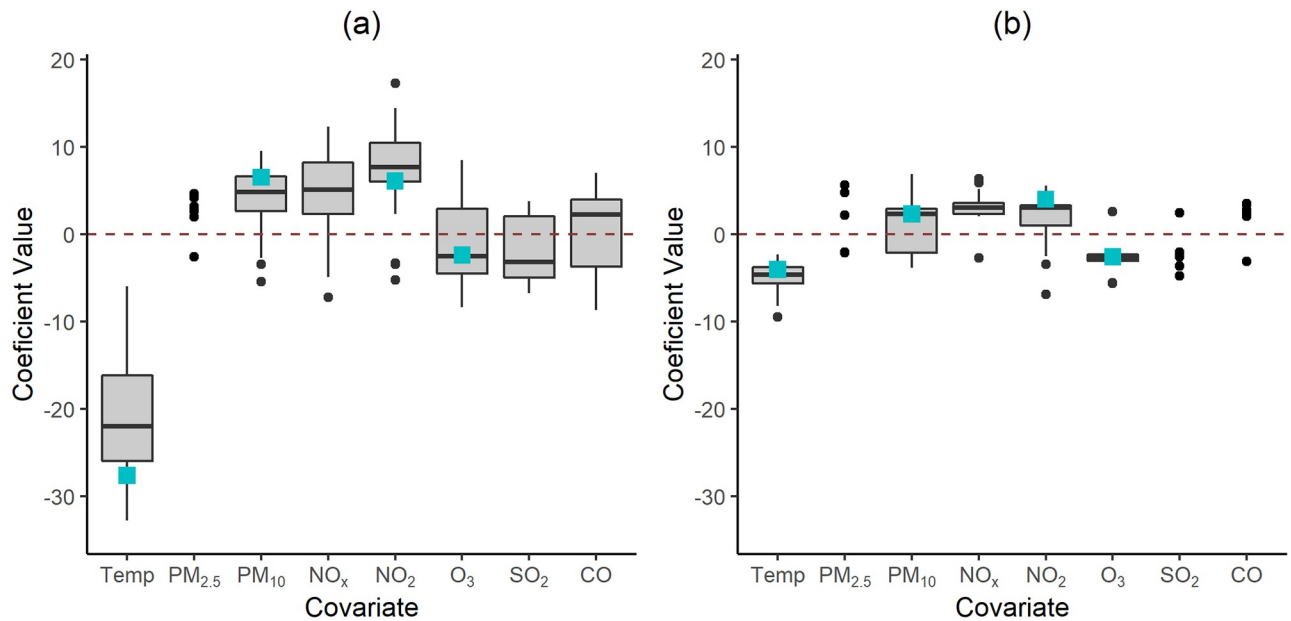 (a)
20
10
0
-10
-20
-30
Coeficient Value
Temp PM2.5 PM10 NOx NO2 O3 SO2 CO
Covariate
(b)
20
10
0
-10
-20
-30
Coeficient Value
Temp PM2.5 PM10 NOx NO2 O3 SO2 CO
Covariate